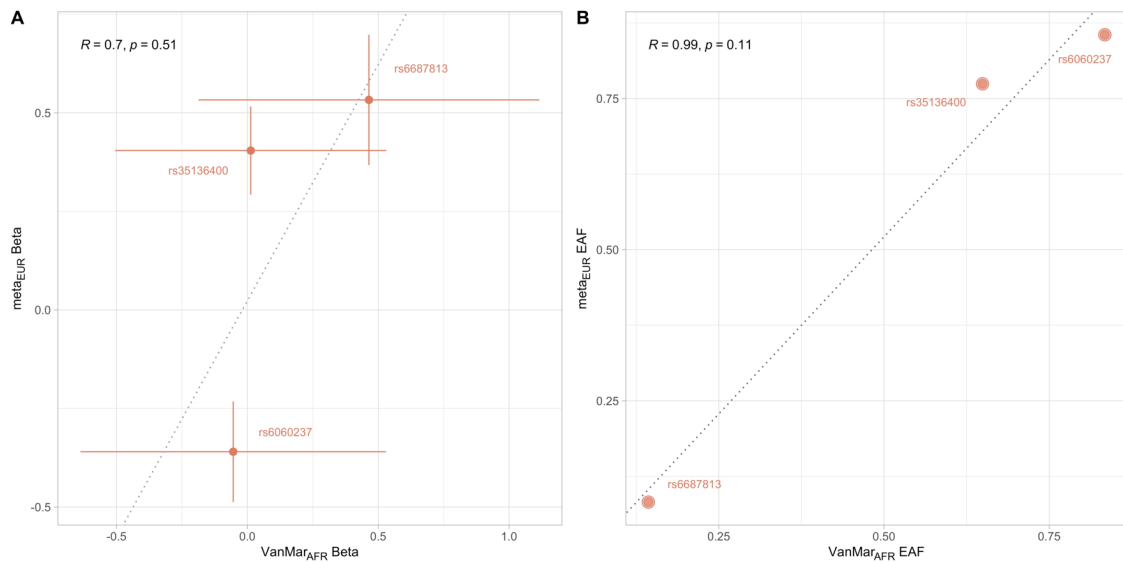 A
R = 0.7, p = 0.51
rs6687813
rs35136400
rs6060237
0.5
0.0
-0.5
-0.5
0.0
0.5
1.0
metaEUR Beta
VanMarAFR Beta
B
R = 0.99, p = 0.11
rs6060237
rs35136400
rs6687813
0.75
0.50
0.25
0.25
0.50
0.75
metaEUR EAF
VanMarAFR EAF